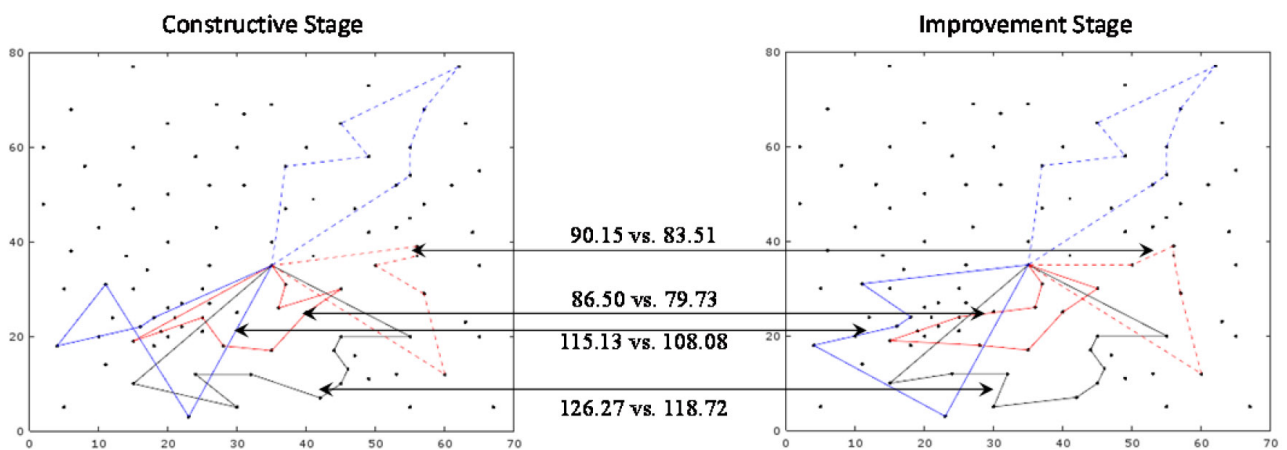 Constructive Stage
Improvement Stage
80
60
40
20
0
0 10 20 30 40 50 60 70
90.15 vs. 83.51
86.50 vs. 79.73
115.13 vs. 108.08
126.27 vs. 118.72
80
60
40
20
0
0 10 20 30 40 50 60 70